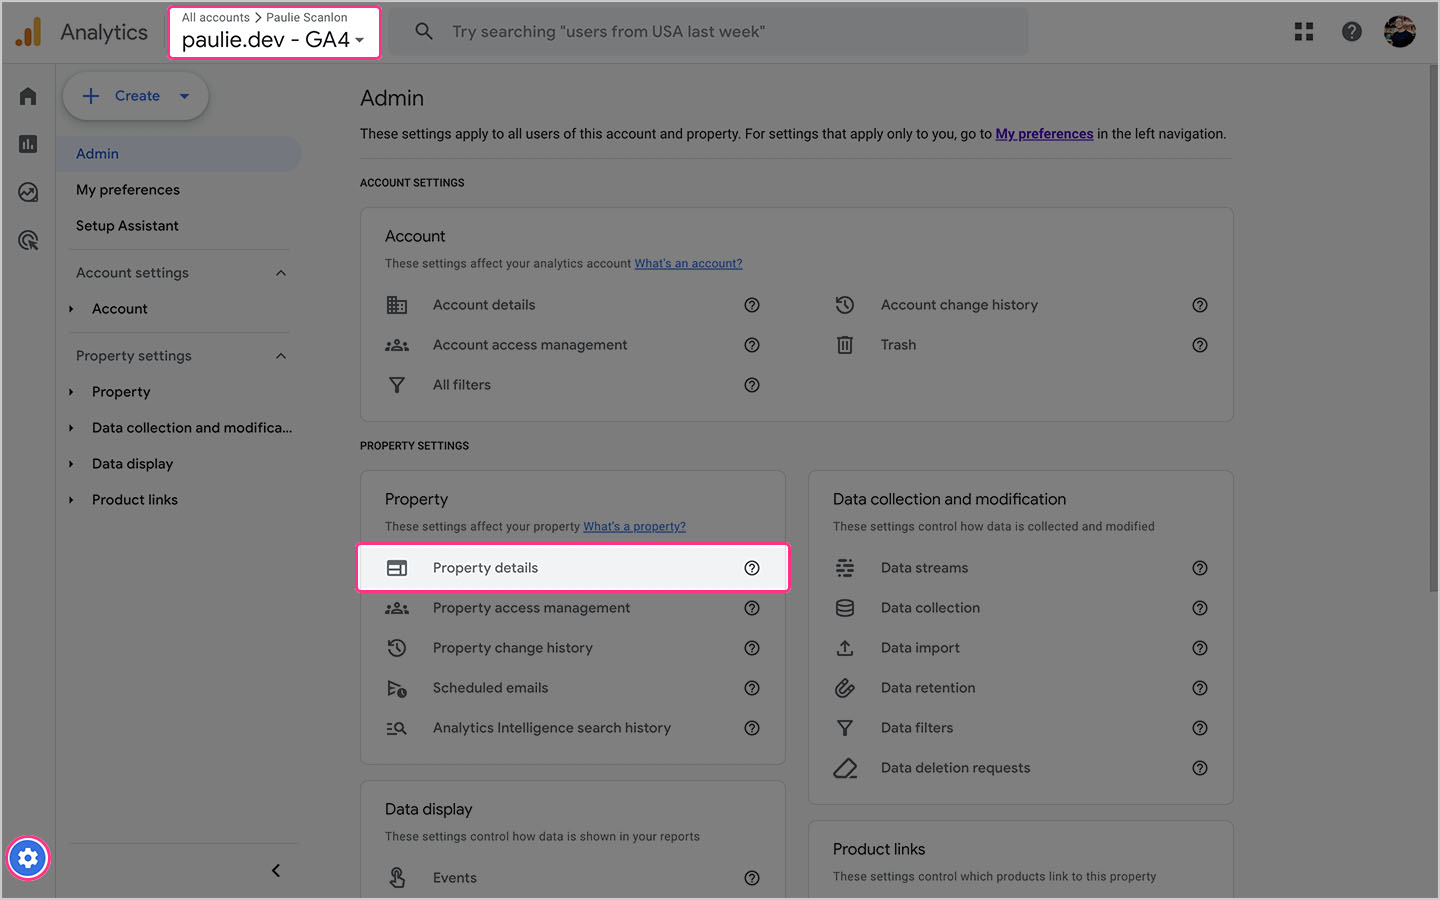 Analytics
All accounts > Paulie Scanlon
paulie.dev - GA4
Try searching "users from USA last week"
Create
Admin
My preferences
Setup Assistant
Account settings
Account
Property settings
Property
Data collection and modifica...
Data display
Product links
Admin
These settings apply to all users of this account and property. For settings that apply only to you, go to My preferences in the left navigation.
ACCOUNT SETTINGS
Account
These settings affect your analytics account What's an account?
Account details
Account access management
All filters
Account change history
Trash
PROPERTY SETTINGS
Property
These settings affect your property What's a property?
Property details
Property access management
Property change history
Scheduled emails
Analytics Intelligence search history
Data display
These settings control how data is shown in your reports
Events
Data collection and modification
These settings control how data is collected and modified
Data streams
Data collection
Data import
Data retention
Data filters
Data deletion requests
Product links
These settings control which products link to this property